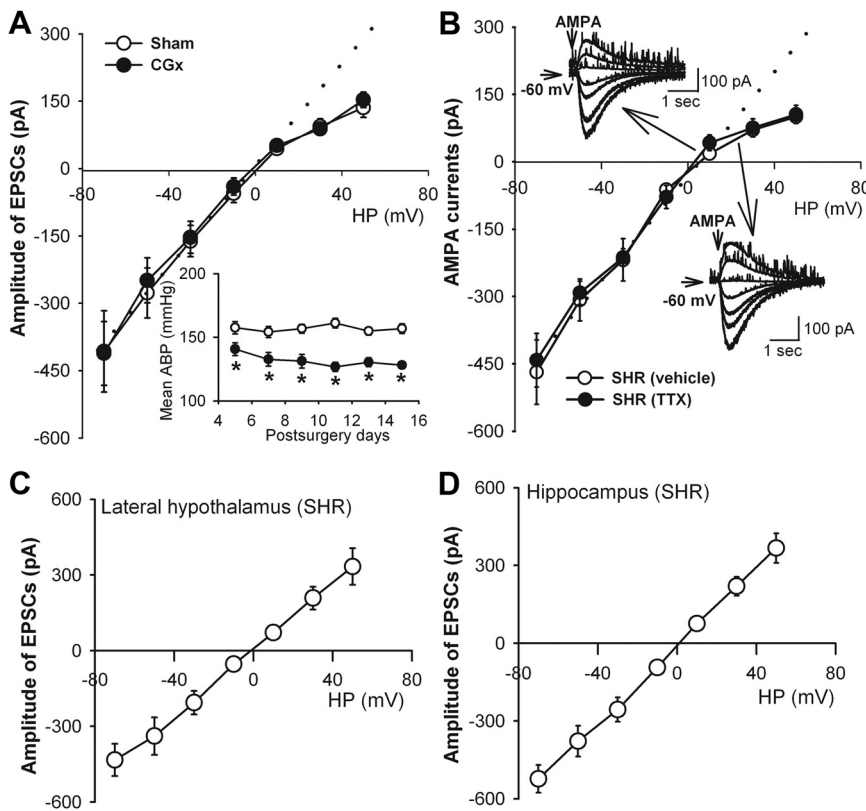 A
Amplitude of EPSCs (pA)
300
150
0
-150
-300
-450
-600
Sham
CGx
-80
-40
0
40
80
HP (mV)
Mean ABP (mmHg)
200
150
100
* * * * * *
4 6 8 10 12 14 16
Postsurgery days
B
AMPA currents (pA)
300
150
0
-150
-300
-450
-600
AMPA
-60 mV
100 pA
1 sec
-80
-40
0
40
80
HP (mV)
AMPA
-60 mV
100 pA
1 sec
SHR (vehicle)
SHR (TTX)
C
Lateral hypothalamus (SHR)
Amplitude of EPSCs (pA)
600
300
0
-300
-600
-80
-40
0
40
80
HP (mV)
D
Hippocampus (SHR)
Amplitude of EPSCs (pA)
600
300
0
-300
-600
-80
-40
0
40
80
HP (mV)